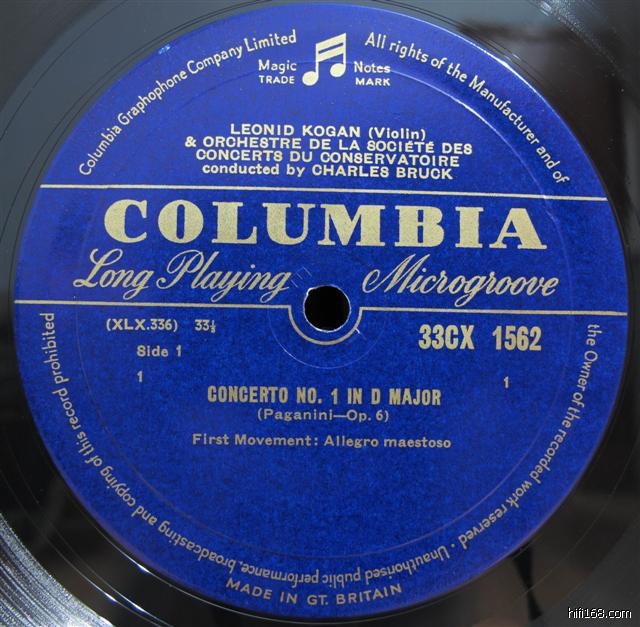 Columbia Graphophone Company Limited
Magic Notes
TRADE MARK
All rights of the Manufacturer and of
the Owner of the recorded work reserved · Unauthorised public performance, broadcasting and copying of this record prohibited
LEONID KOGAN (Violin)
& ORCHESTRE DE LA SOCIÉTÉ DES
CONCERTS DU CONSERVATOIRE
conducted by CHARLES BRUCK
COLUMBIA
Long Playing Microgroove
(XLX.336) 33⅓
33CX 1562
Side 1
1 1
CONCERTO NO. 1 IN D MAJOR
(Paganini—Op. 6)
First Movement: Allegro maestoso
MADE IN GT. BRITAIN
hifi168.com